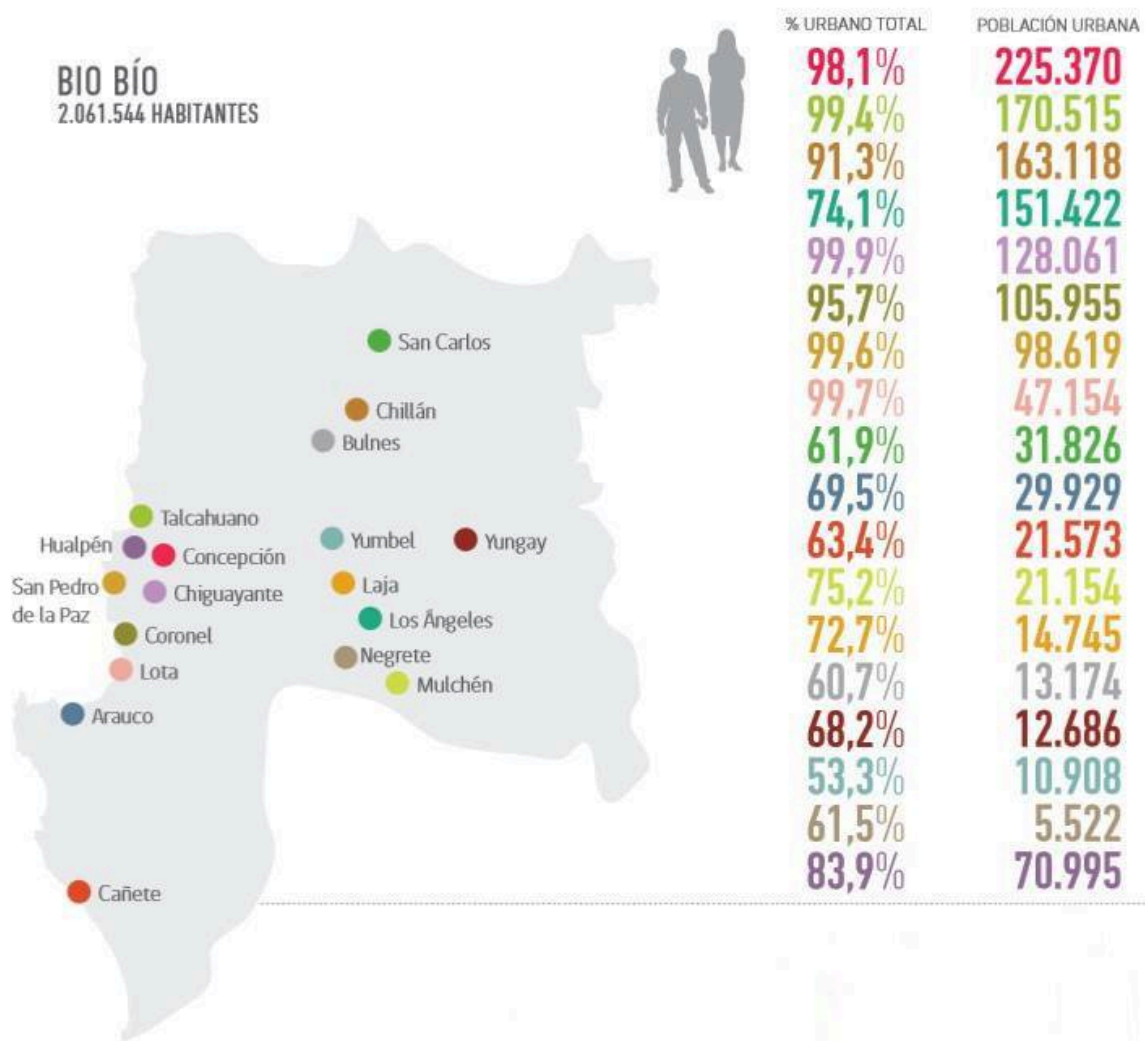 BIO BÍO
2.061.544 HABITANTES
% URBANO TOTAL POBLACIÓN URBANA
98,1% 225.370
99,4% 170.515
91,3% 163.118
74,1% 151.422
99,9% 128.061
95,7% 105.955
99,6% 98.619
99,7% 47.154
61,9% 31.826
69,5% 29.929
63,4% 21.573
75,2% 21.154
72,7% 14.745
60,7% 13.174
68,2% 12.686
53,3% 10.908
61,5% 5.522
83,9% 70.995
San Carlos
Chillán
Bulnes
Talcahuano
Hualpén
Concepción
Yumbel
Yungay
San Pedro
de la Paz
Chiguayante
Laja
Los Ángeles
Coronel
Negrete
Lota
Mulchén
Arauco
Cañete